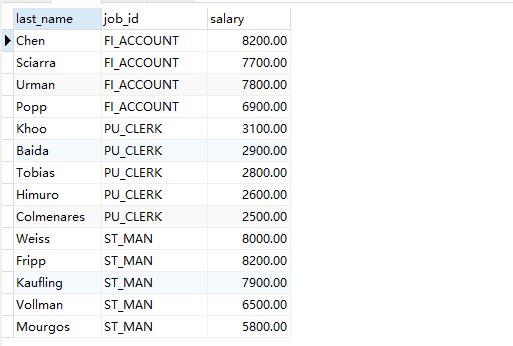 last_name job_id salary
Chen FI_ACCOUNT 8200.00
Sciarra FI_ACCOUNT 7700.00
Urman FI_ACCOUNT 7800.00
Popp FI_ACCOUNT 6900.00
Khoo PU_CLERK 3100.00
Baida PU_CLERK 2900.00
Tobias PU_CLERK 2800.00
Himuro PU_CLERK 2600.00
Colmenares PU_CLERK 2500.00
Weiss ST_MAN 8000.00
Fripp ST_MAN 8200.00
Kaufling ST_MAN 7900.00
Vollman ST_MAN 6500.00
Mourgos ST_MAN 5800.00